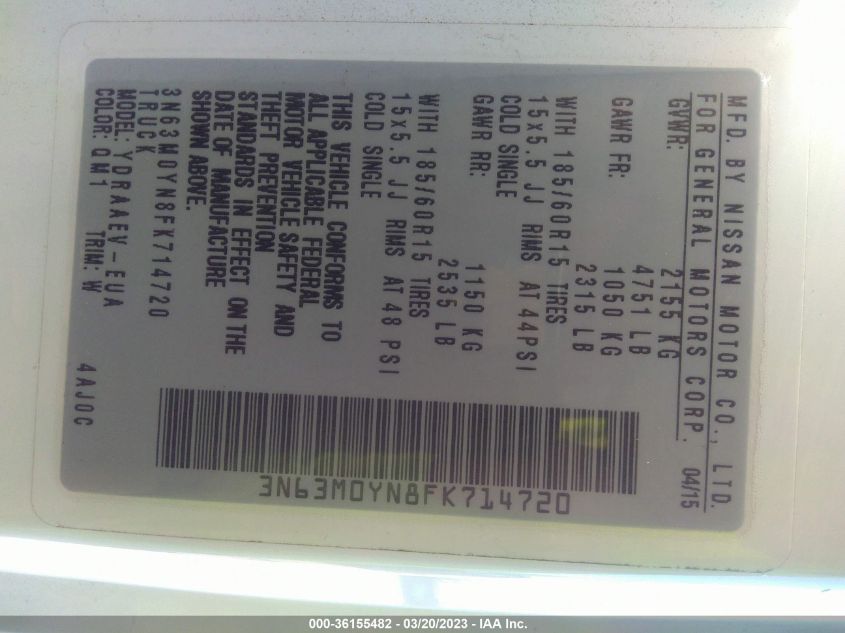 MFD. BY NISSAN MOTOR CO., LTD.
FOR GENERAL MOTORS CORP. 04/15
GVWR: 2155 KG
4751 LB
GAWR FR: 1050 KG
2315 LB
WITH 185/60R15 TIRES
15x5.5 JJ RIMS AT 44PSI
COLD SINGLE
GAWR RR: 1150 KG
2535 LB
WITH 185/60R15 TIRES
15x5.5 JJ RIMS AT 48 PSI
COLD SINGLE
THIS VEHICLE CONFORMS TO
ALL APPLICABLE FEDERAL
MOTOR VEHICLE SAFETY AND
THEFT PREVENTION
STANDARDS IN EFFECT ON THE
DATE OF MANUFACTURE
SHOWN ABOVE.
3N63M0YN8FK714720
TRUCK
MODEL: YDRAAEV-EUA
COLOR: QM1 TRIM: W 4AJ0C
3N63M0YN8FK714720
000-36155482 - 03/20/2023 - IAA Inc.